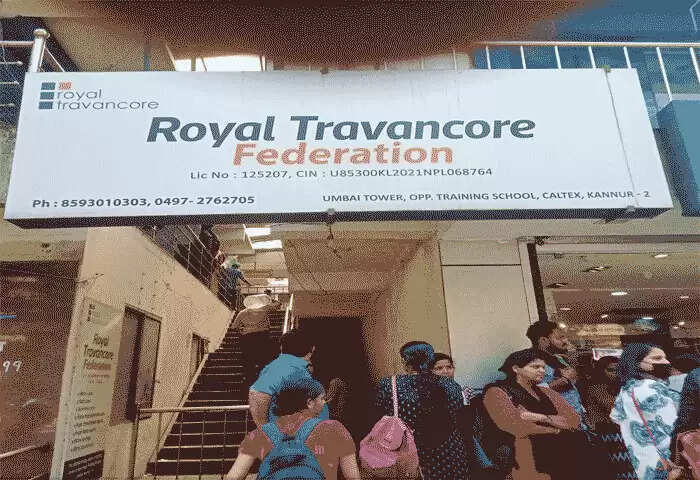 royal
travancore
Royal Travancore
Federation
Lic No : 125207, CIN : U85300KL2021NPL068764
Ph : 8593010303, 0497- 2762705
UMBAI TOWER, OPP. TRAINING SCHOOL, CALTEX, KANNUR - 2
Royal
Travancore
Federation
99